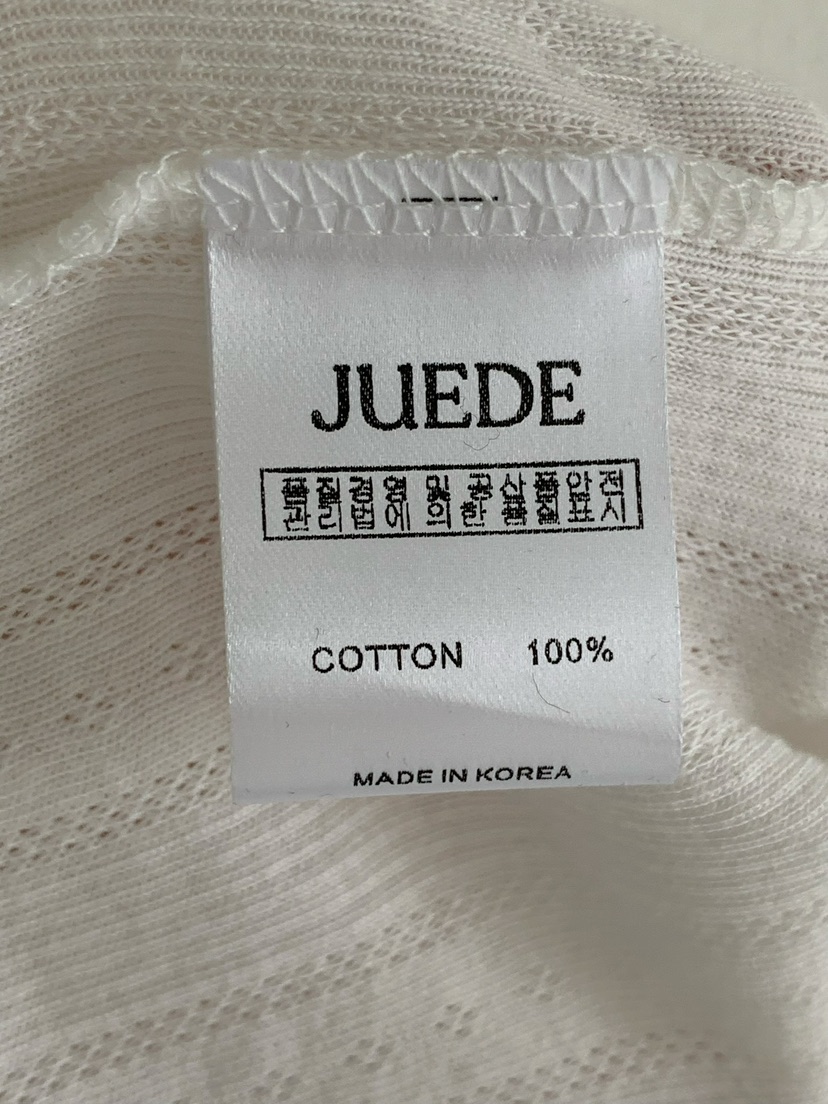 JUEDE
품질경영 및 공산품안전
관리법에 의한 품질표시
COTTON 100%
MADE IN KOREA